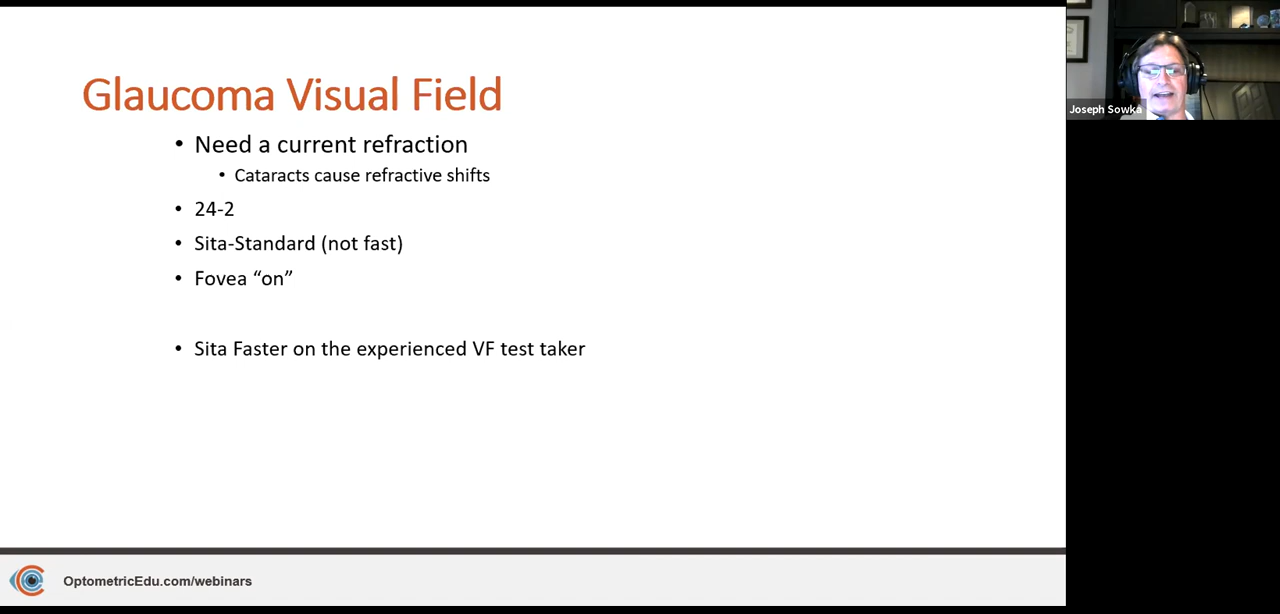 Glaucoma Visual Field
• Need a current refraction
• Cataracts cause refractive shifts
• 24-2
• Sita-Standard (not fast)
• Fovea “on”
• Sita Faster on the experienced VF test taker
OptometricEdu.com/webinars
Joseph Sowka